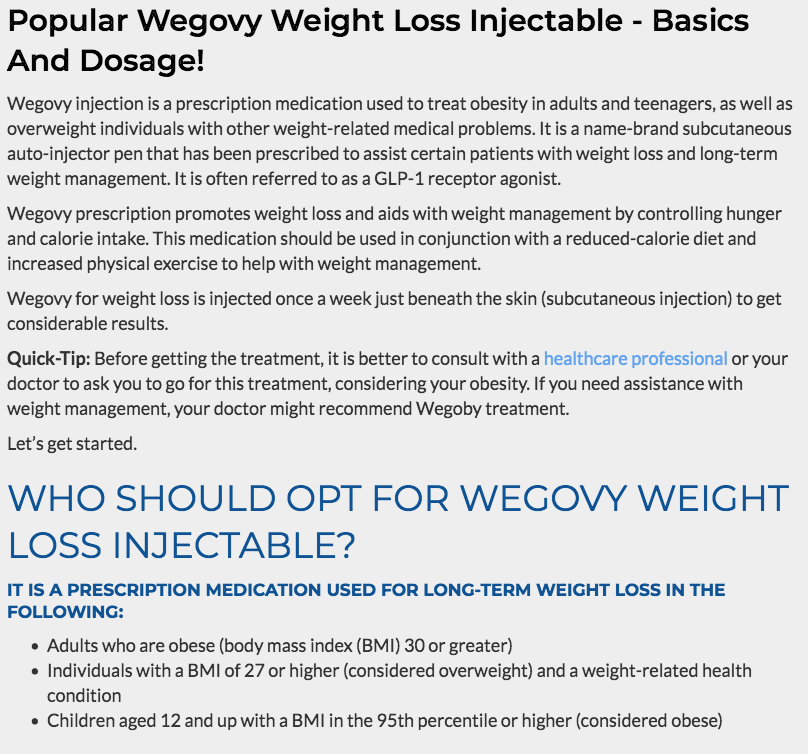 Popular Wegovy Weight Loss Injectable - Basics
And Dosage!
Wegovy injection is a prescription medication used to treat obesity in adults and teenagers, as well as
overweight individuals with other weight-related medical problems. It is a name-brand subcutaneous
auto-injector pen that has been prescribed to assist certain patients with weight loss and long-term
weight management. It is often referred to as a GLP-1 receptor agonist.
Wegovy prescription promotes weight loss and aids with weight management by controlling hunger
and calorie intake. This medication should be used in conjunction with a reduced-calorie diet and
increased physical exercise to help with weight management.
Wegovy for weight loss is injected once a week just beneath the skin (subcutaneous injection) to get
considerable results.
Quick-Tip: Before getting the treatment, it is better to consult with a healthcare professional or your
doctor to ask you to go for this treatment, considering your obesity. If you need assistance with
weight management, your doctor might recommend Wegoby treatment.
Let's get started.
WHO SHOULD OPT FOR WEGOVY WEIGHT
LOSS INJECTABLE?
IT IS A PRESCRIPTION MEDICATION USED FOR LONG-TERM WEIGHT LOSS IN THE
FOLLOWING:
• Adults who are obese (body mass index (BMI) 30 or greater)
• Individuals with a BMI of 27 or higher (considered overweight) and a weight-related health
condition
• Children aged 12 and up with a BMI in the 95th percentile or higher (considered obese)